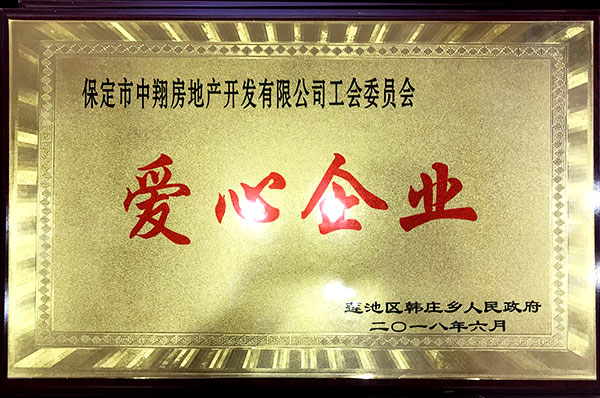 保定市中翔房地产开发有限公司工会委员会
爱心企业
莲池区韩庄乡人民政府
二〇一八年六月